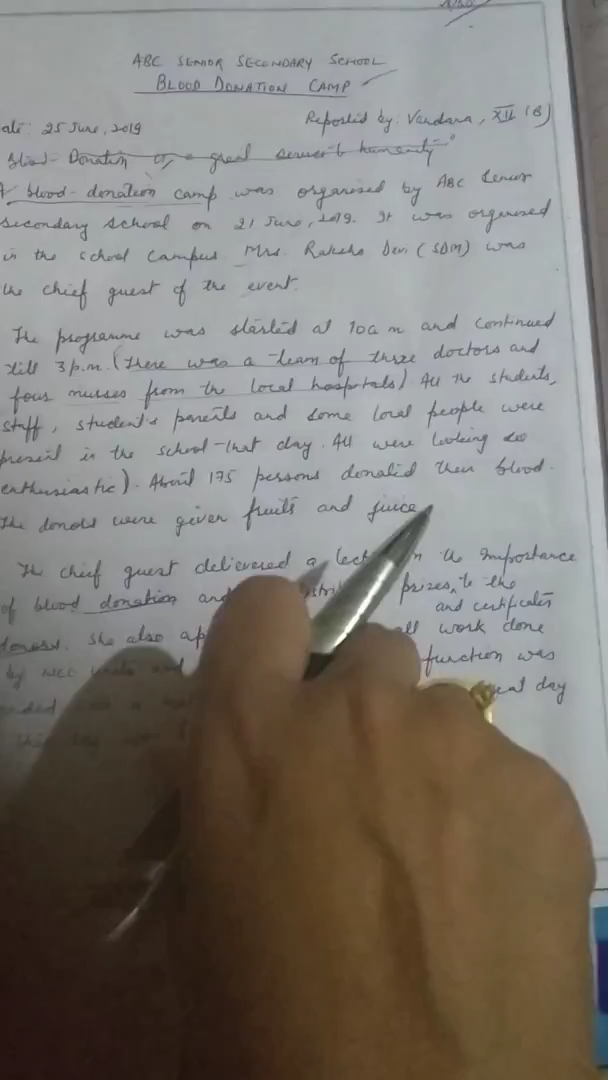 ABC SENIOR SECONDARY SCHOOL
BLOOD DONATION CAMP
ate: 25 June, 2019 Reported by: Vandana, XII (B)
Blood-Donation a great service to humanity"
A blood-donation camp was organised by ABC Senior
secondary school on 21 June, 2019. It was organised
in the school campus. Mrs. Raksha Devi (SDM) was
the chief guest of the event.
The programme was started at 10 a m and continued
till 3 p.m. (There was a team of three doctors and
four nurses from the local hospitals) All the students,
staff, student's parents and some local people were
present in the school that day. All were looking so
enthusiastic). About 175 persons donated their blood.
The donors were given fruits and juice
The chief guest delievered a lect n the importance
of blood donation and prizes, to the
and certificates
donors. She also ap all work done
by NCC function was
nded day